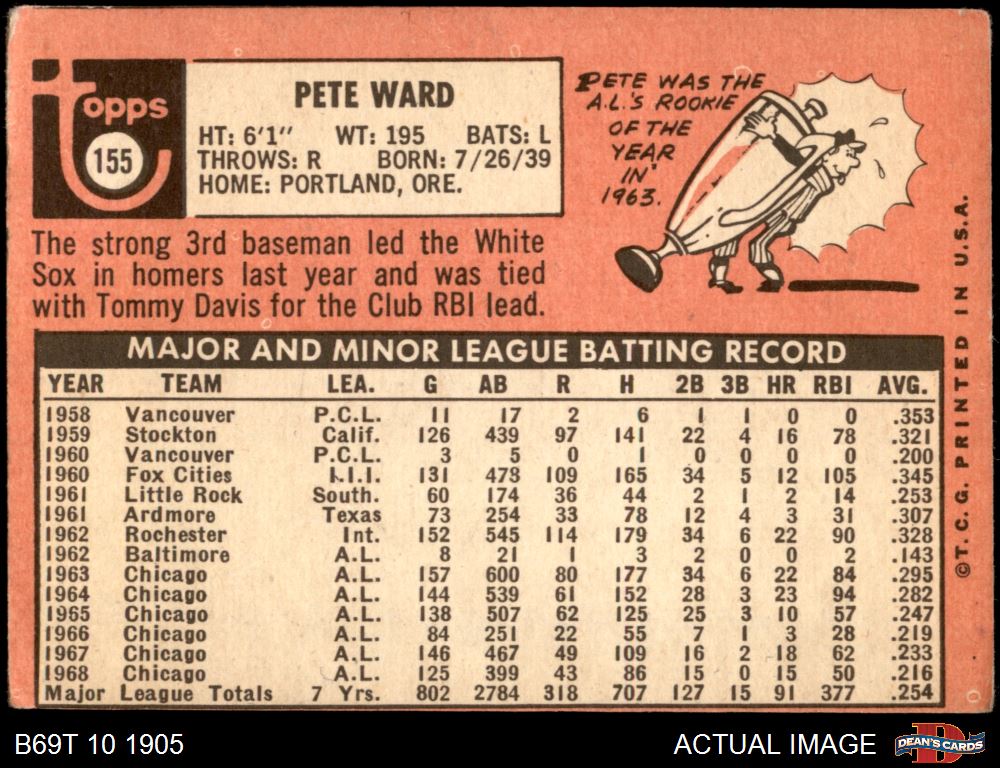 Topps
155
PETE WARD
HT: 6'1" WT: 195 BATS: L
THROWS: R BORN: 7/26/39
HOME: PORTLAND, ORE.
PETE WAS THE
A.L.'S ROOKIE
OF THE
YEAR
IN
1963.
The strong 3rd baseman led the White
Sox in homers last year and was tied
with Tommy Davis for the Club RBI lead.
MAJOR AND MINOR LEAGUE BATTING RECORD
YEAR TEAM LEA. G AB R H 2B 3B HR RBI AVG.
1958 Vancouver P.C.L. 11 17 2 6 1 1 0 0 .353
1959 Stockton Calif. 126 439 97 141 22 4 16 78 .321
1960 Vancouver P.C.L. 3 5 0 1 0 0 0 0 .200
1960 Fox Cities I.I.I. 131 478 109 165 34 5 12 105 .345
1961 Little Rock South. 60 174 36 44 2 1 2 14 .253
1961 Ardmore Texas 73 254 33 78 12 4 3 31 .307
1962 Rochester Int. 152 545 114 179 34 6 22 90 .328
1962 Baltimore A.L. 8 21 1 3 2 0 0 2 .143
1963 Chicago A.L. 157 600 80 177 34 6 22 84 .295
1964 Chicago A.L. 144 539 61 152 28 3 23 94 .282
1965 Chicago A.L. 138 507 62 125 25 3 10 57 .247
1966 Chicago A.L. 84 251 22 55 7 1 3 28 .219
1967 Chicago A.L. 146 467 49 109 16 2 18 62 .233
1968 Chicago A.L. 125 399 43 86 15 0 15 50 .216
Major League Totals 7 Yrs. 802 2784 318 707 127 15 91 377 .254
©T.C.G. PRINTED IN U.S.A.
B69T 10 1905
ACTUAL IMAGE
D
DEAN'S CARDS